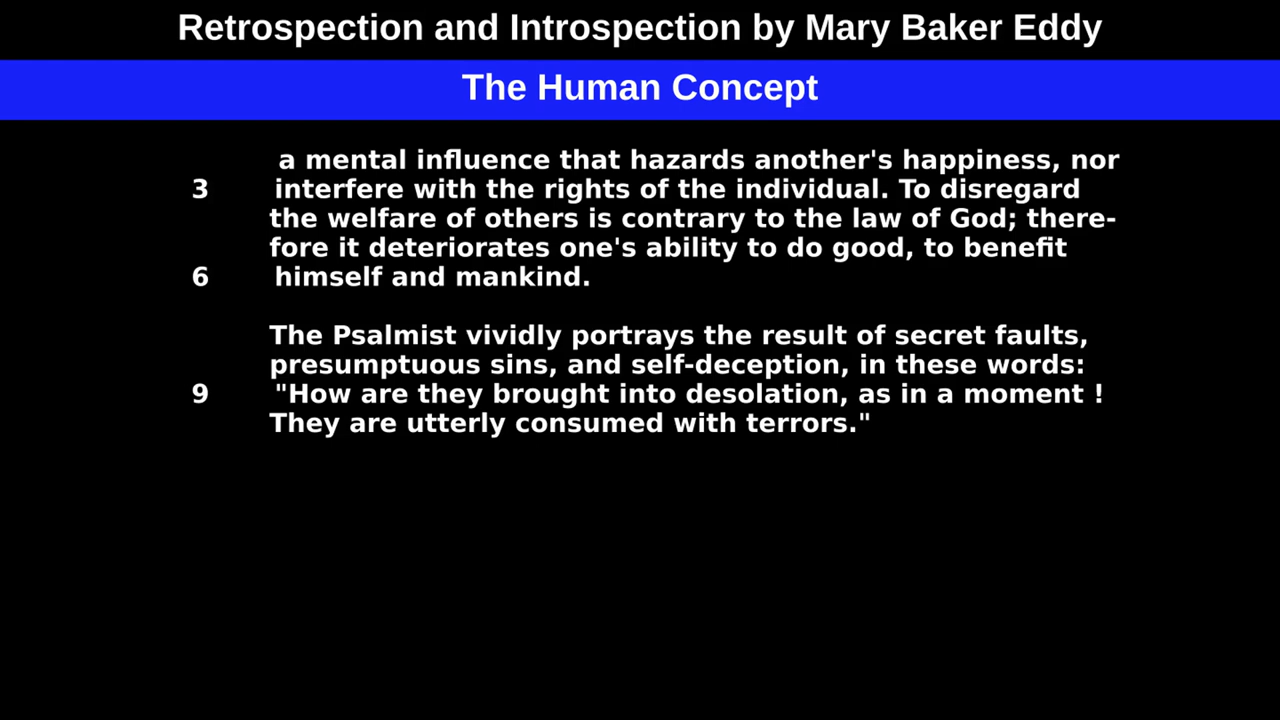 Retrospection and Introspection by Mary Baker Eddy
The Human Concept
a mental influence that hazards another's happiness, nor
3 interfere with the rights of the individual. To disregard
the welfare of others is contrary to the law of God; there-
fore it deteriorates one's ability to do good, to benefit
6 himself and mankind.
The Psalmist vividly portrays the result of secret faults,
presumptuous sins, and self-deception, in these words:
9 "How are they brought into desolation, as in a moment !
They are utterly consumed with terrors."